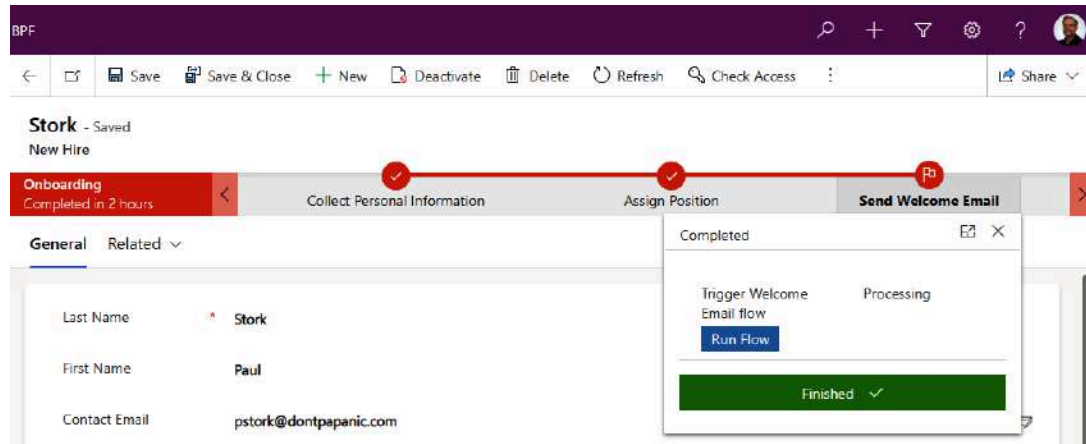 BPF
Save Save & Close New Deactivate Delete Refresh Check Access Share
Stork - Saved
New Hire
Onboarding
Completed in 2 hours
Collect Personal Information
Assign Position
Send Welcome Email
General Related
Completed
Trigger Welcome
Email flow
Processing
Run Flow
Finished
Last Name * Stork
First Name Paul
Contact Email pstork@dontpapanic.com